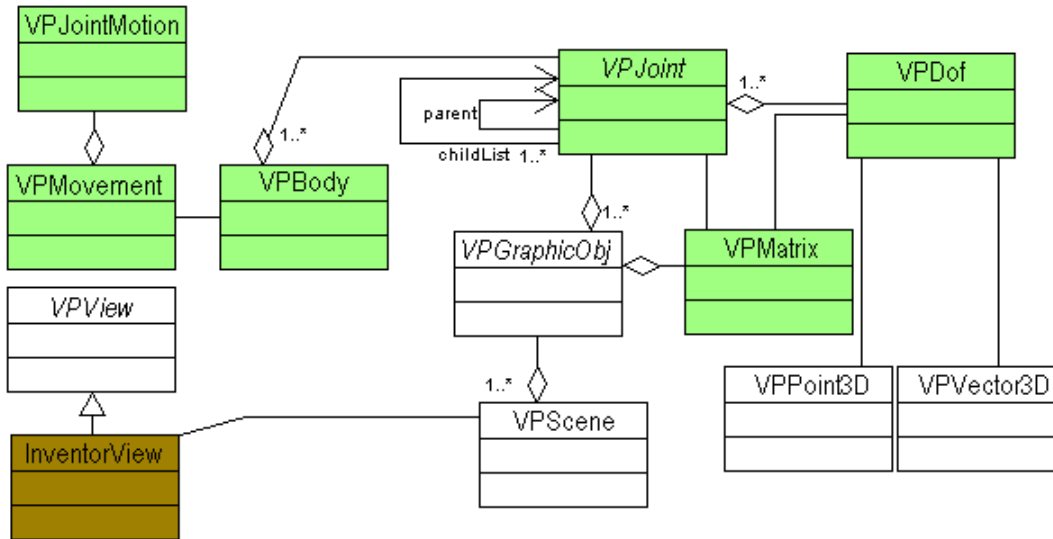 VPJointMotion
VPJoint
VPDof
1..*
parent
1..*
childList 1..*
VPMovement
VPBody
1..*
VPGraphicObj
VPMatrix
VPView
1..*
VPPoint3D
VPVector3D
VPScene
InventorView